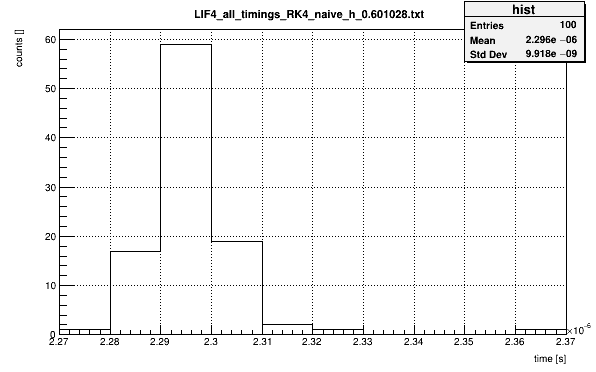 LIF4_all_timings_RK4_naive_h_0.601028.txt
hist
Entries 100
Mean 2.296e −06
Std Dev 9.918e −09
counts []
60
50
40
30
20
10
0
2.27 2.28 2.29 2.3 2.31 2.32 2.33 2.34 2.35 2.36 2.37
×10⁻⁶
time [s]